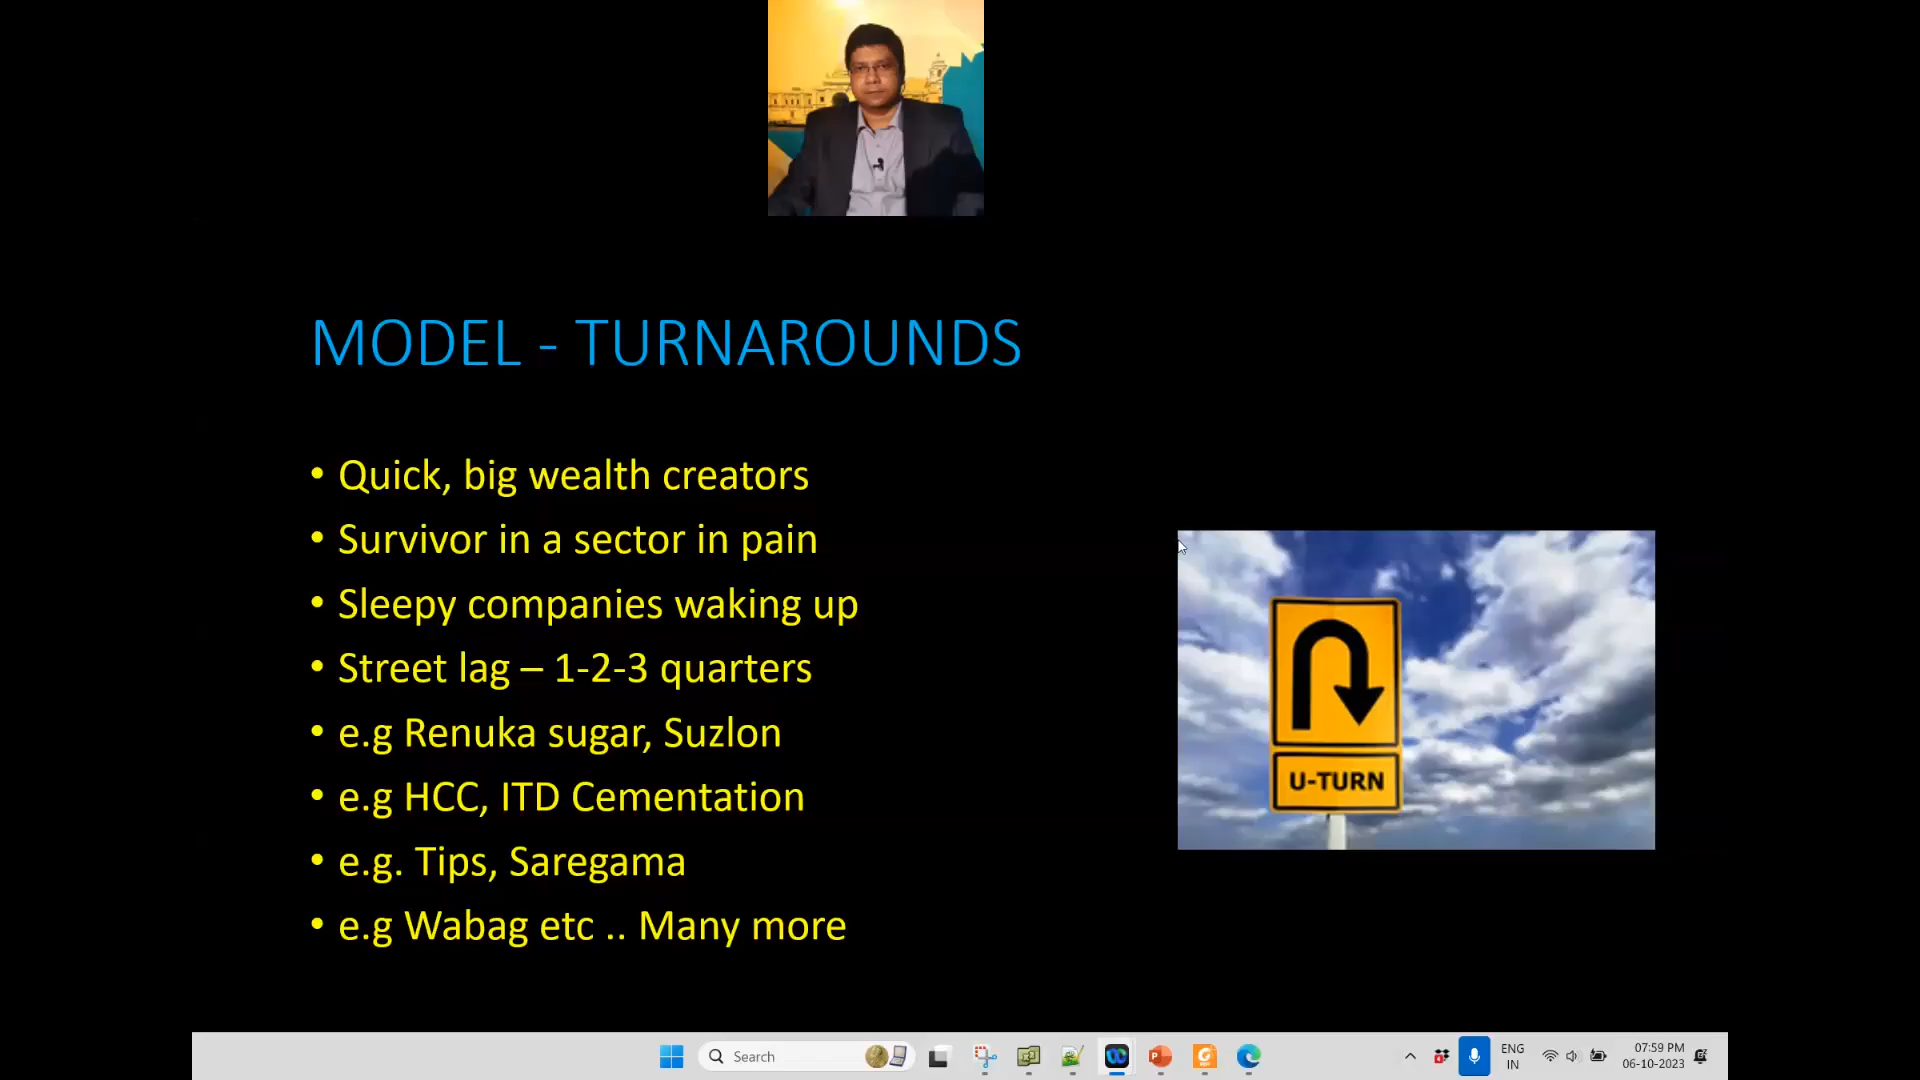 MODEL - TURNAROUNDS
• Quick, big wealth creators
• Survivor in a sector in pain
• Sleepy companies waking up
• Street lag – 1-2-3 quarters
• e.g Renuka sugar, Suzlon
• e.g HCC, ITD Cementation
• e.g. Tips, Saregama
• e.g Wabag etc .. Many more
U-TURN
Search
ENG
IN
07:59 PM
06-10-2023